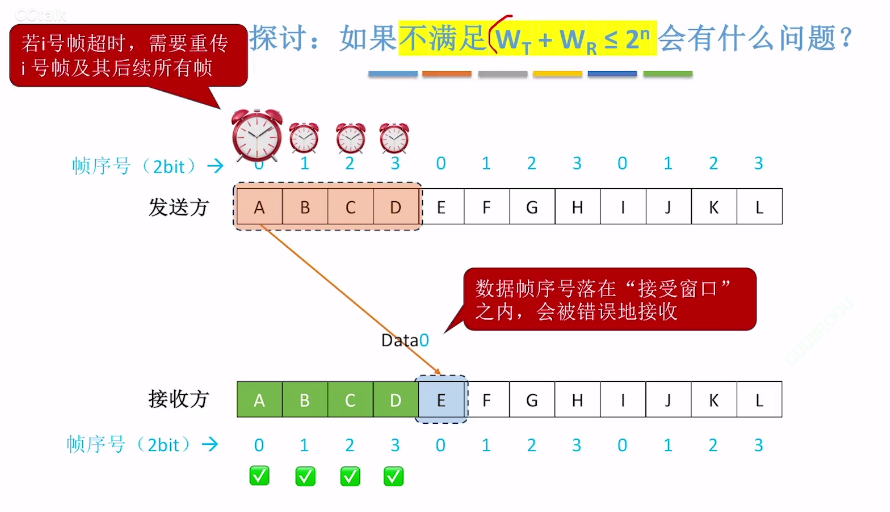 CCtalk
探讨：如果不满足(W_T + W_R ≤ 2^n 会有什么问题？
若i号帧超时，需要重传
i 号帧及其后续所有帧
帧序号（2bit）→ 0 1 2 3 0 1 2 3 0 1 2 3
发送方 A B C D E F G H I J K L
数据帧序号落在“接受窗口”
之内，会被错误地接收
Data0
接收方 A B C D E F G H I J K L
帧序号（2bit）→ 0 1 2 3 0 1 2 3 0 1 2 3